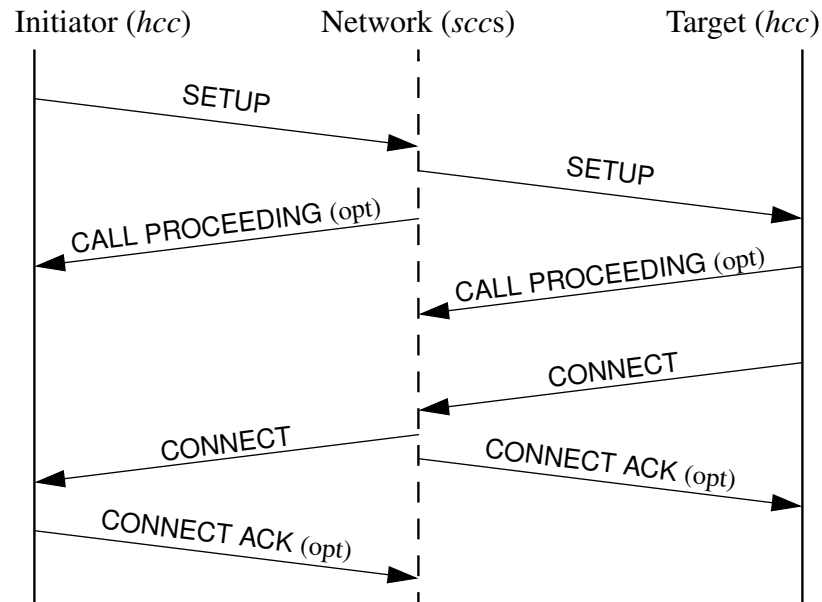 Initiator (hcc)
Network (sccs)
Target (hcc)
SETUP
SETUP
CALL PROCEEDING (opt)
CALL PROCEEDING (opt)
CONNECT
CONNECT
CONNECT ACK (opt)
CONNECT ACK (opt)